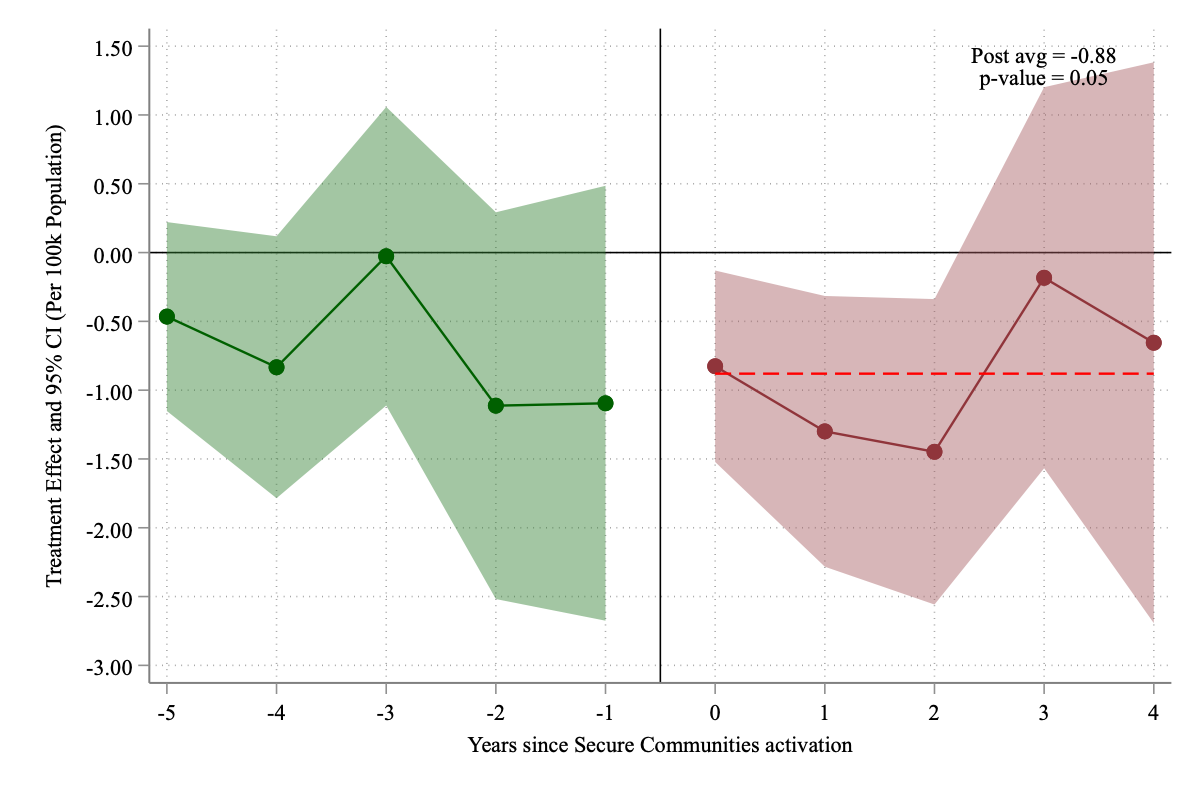 Post avg = -0.88
p-value = 0.05
Treatment Effect and 95% CI (Per 100k Population)
1.50
1.00
0.50
0.00
-0.50
-1.00
-1.50
-2.00
-2.50
-3.00
-5 -4 -3 -2 -1 0 1 2 3 4
Years since Secure Communities activation